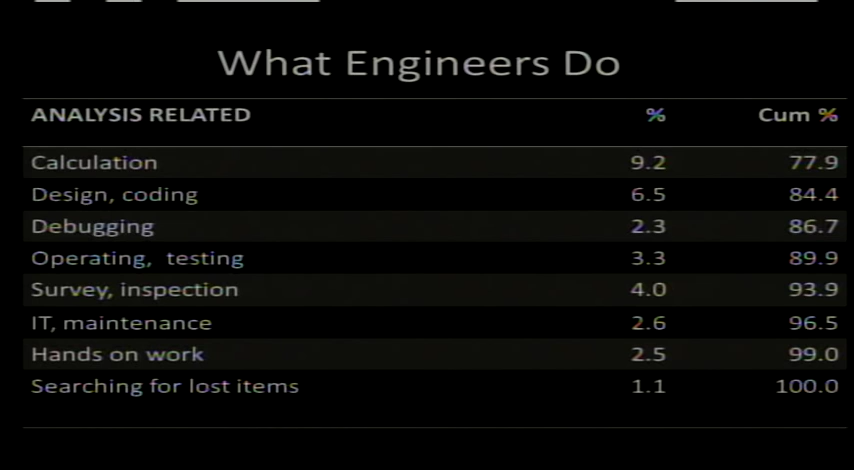 What Engineers Do
ANALYSIS RELATED % Cum %
Calculation 9.2 77.9
Design, coding 6.5 84.4
Debugging 2.3 86.7
Operating, testing 3.3 89.9
Survey, inspection 4.0 93.9
IT, maintenance 2.6 96.5
Hands on work 2.5 99.0
Searching for lost items 1.1 100.0